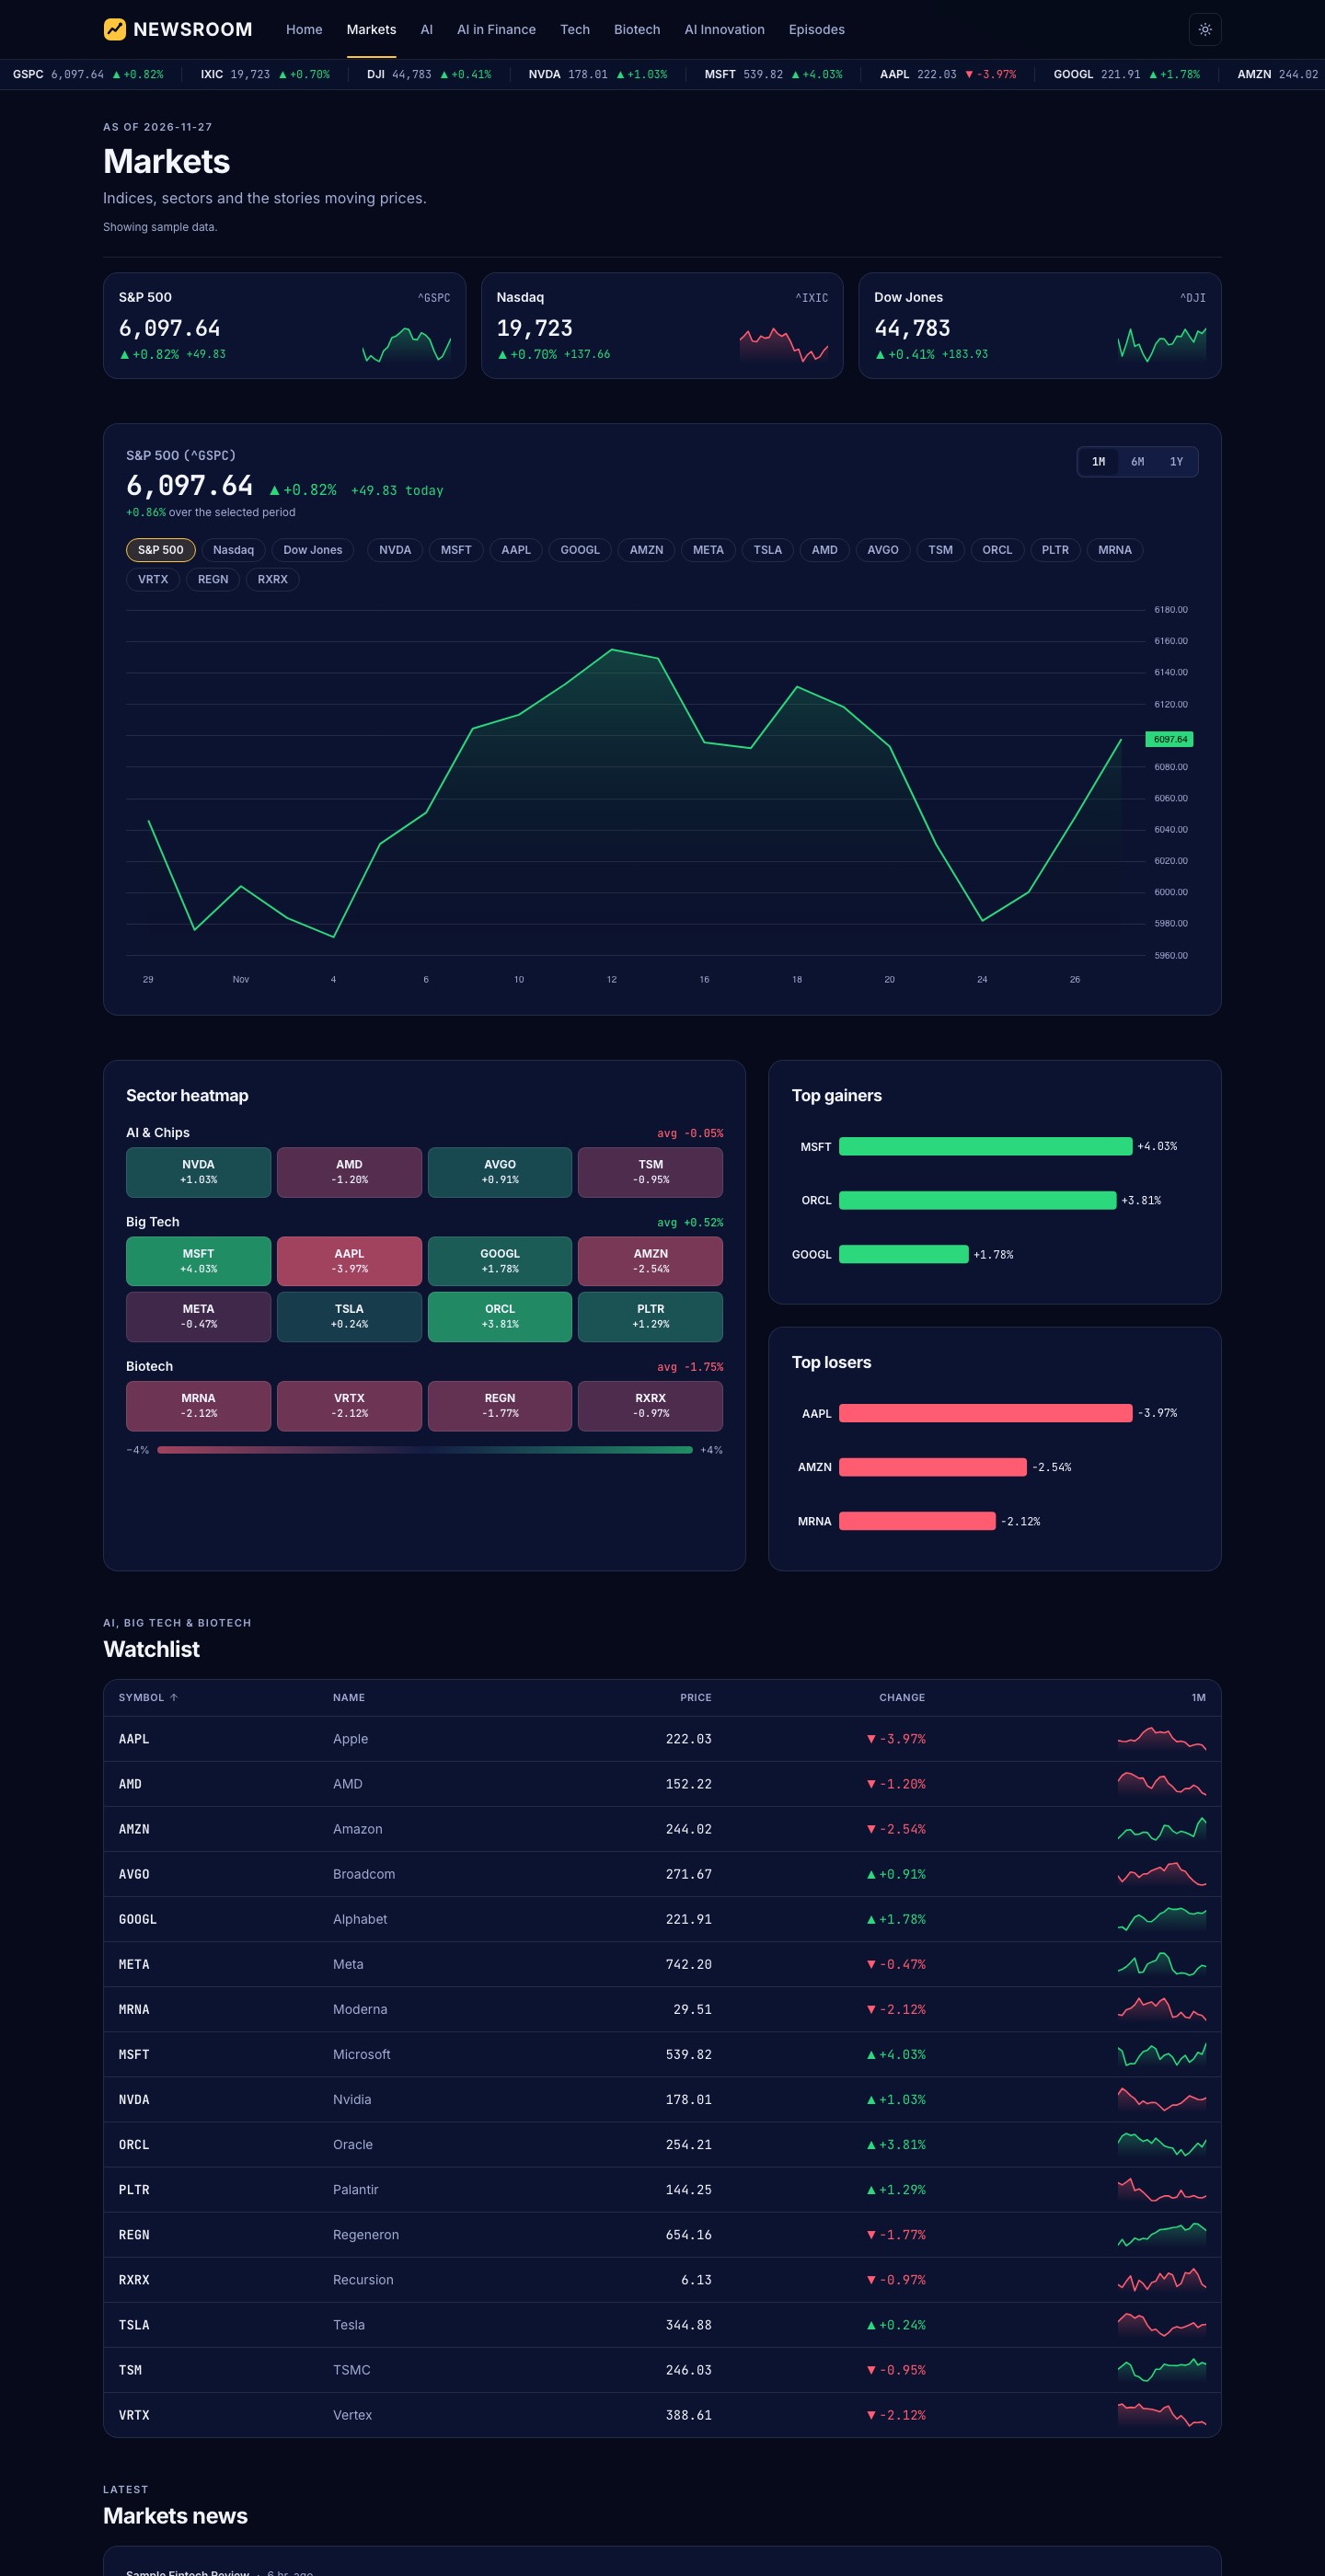 NEWSROOM Home Markets AI AI in Finance Tech Biotech AI Innovation Episodes
GSPC 6,097.64 ▲+0.82% IXIC 19,723 ▲+0.70% DJI 44,783 ▲+0.41% NVDA 178.01 ▲+1.03% MSFT 539.82 ▲+4.03% AAPL 222.03 ▼-3.97% GOOGL 221.91 ▲+1.78% AMZN 244.02
AS OF 2026-11-27
Markets
Indices, sectors and the stories moving prices.
Showing sample data.
S&P 500 ^GSPC
6,097.64
▲+0.82% +49.83
Nasdaq ^IXIC
19,723
▲+0.70% +137.66
Dow Jones ^DJI
44,783
▲+0.41% +183.93
S&P 500 (^GSPC)
1M 6M 1Y
6,097.64 ▲+0.82% +49.83 today
+0.86% over the selected period
S&P 500 Nasdaq Dow Jones NVDA MSFT AAPL GOOGL AMZN META TSLA AMD AVGO TSM ORCL PLTR MRNA
VRTX REGN RXRX
6180.00
6160.00
6140.00
6120.00
6097.64
6080.00
6060.00
6040.00
6020.00
6000.00
5980.00
5960.00
29 Nov 4 6 10 12 16 18 20 24 26
Sector heatmap
AI & Chips avg -0.05%
NVDA AMD AVGO TSM
+1.03% -1.20% +0.91% -0.95%
Big Tech avg +0.52%
MSFT AAPL GOOGL AMZN
+4.03% -3.97% +1.78% -2.54%
META TSLA ORCL PLTR
-0.47% +0.24% +3.81% +1.29%
Biotech avg -1.75%
MRNA VRTX REGN RXRX
-2.12% -2.12% -1.77% -0.97%
−4% +4%
Top gainers
MSFT +4.03%
ORCL +3.81%
GOOGL +1.78%
Top losers
AAPL -3.97%
AMZN -2.54%
MRNA -2.12%
AI, BIG TECH & BIOTECH
Watchlist
SYMBOL ↑ NAME PRICE CHANGE 1M
AAPL Apple 222.03 ▼-3.97%
AMD AMD 152.22 ▼-1.20%
AMZN Amazon 244.02 ▼-2.54%
AVGO Broadcom 271.67 ▲+0.91%
GOOGL Alphabet 221.91 ▲+1.78%
META Meta 742.20 ▼-0.47%
MRNA Moderna 29.51 ▼-2.12%
MSFT Microsoft 539.82 ▲+4.03%
NVDA Nvidia 178.01 ▲+1.03%
ORCL Oracle 254.21 ▲+3.81%
PLTR Palantir 144.25 ▲+1.29%
REGN Regeneron 654.16 ▼-1.77%
RXRX Recursion 6.13 ▼-0.97%
TSLA Tesla 344.88 ▲+0.24%
TSM TSMC 246.03 ▼-0.95%
VRTX Vertex 388.61 ▼-2.12%
LATEST
Markets news
Sample Fintech Review · 6 hr. ago